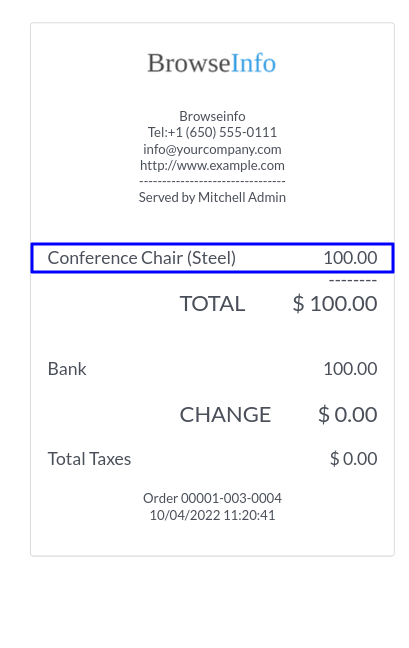 BrowseInfo
Browseinfo
Tel:+1 (650) 555-0111
info@yourcompany.com
http://www.example.com
--------------------------------
Served by Mitchell Admin
Conference Chair (Steel) 100.00
--------
TOTAL $ 100.00
Bank 100.00
CHANGE $ 0.00
Total Taxes $ 0.00
Order 00001-003-0004
10/04/2022 11:20:41